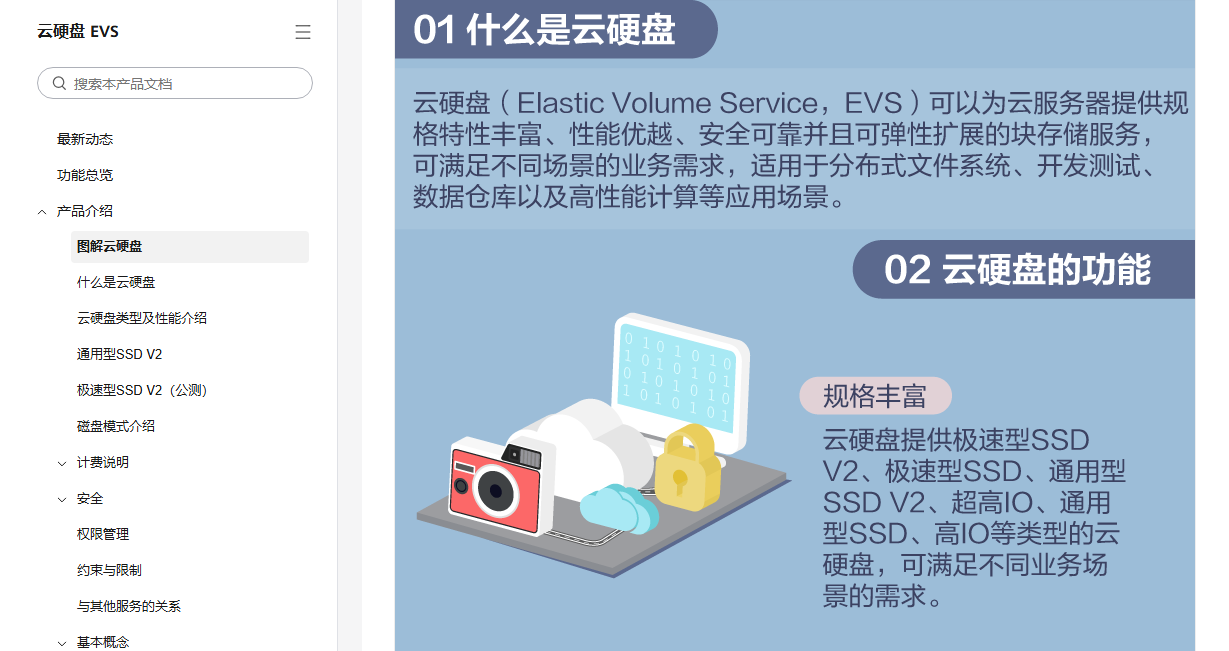 云硬盘 EVS
搜索本产品文档
最新动态
功能总览
产品介绍
图解云硬盘
什么是云硬盘
云硬盘类型及性能介绍
通用型SSD V2
极速型SSD V2（公测）
磁盘模式介绍
计费说明
安全
权限管理
约束与限制
与其他服务的关系
基本概念
01 什么是云硬盘
云硬盘（Elastic Volume Service，EVS）可以为云服务器提供规
格特性丰富、性能优越、安全可靠并且可弹性扩展的块存储服务，
可满足不同场景的业务需求，适用于分布式文件系统、开发测试、
数据仓库以及高性能计算等应用场景。
02 云硬盘的功能
0 1 0 1 0 1 0
1 0 1 0 1 0 1
0 1 0 1 0 1 0
1 0 1 0 1 0 1
规格丰富
云硬盘提供极速型SSD
V2、极速型SSD、通用型
SSD V2、超高IO、通用
型SSD、高IO等类型的云
硬盘，可满足不同业务场
景的需求。